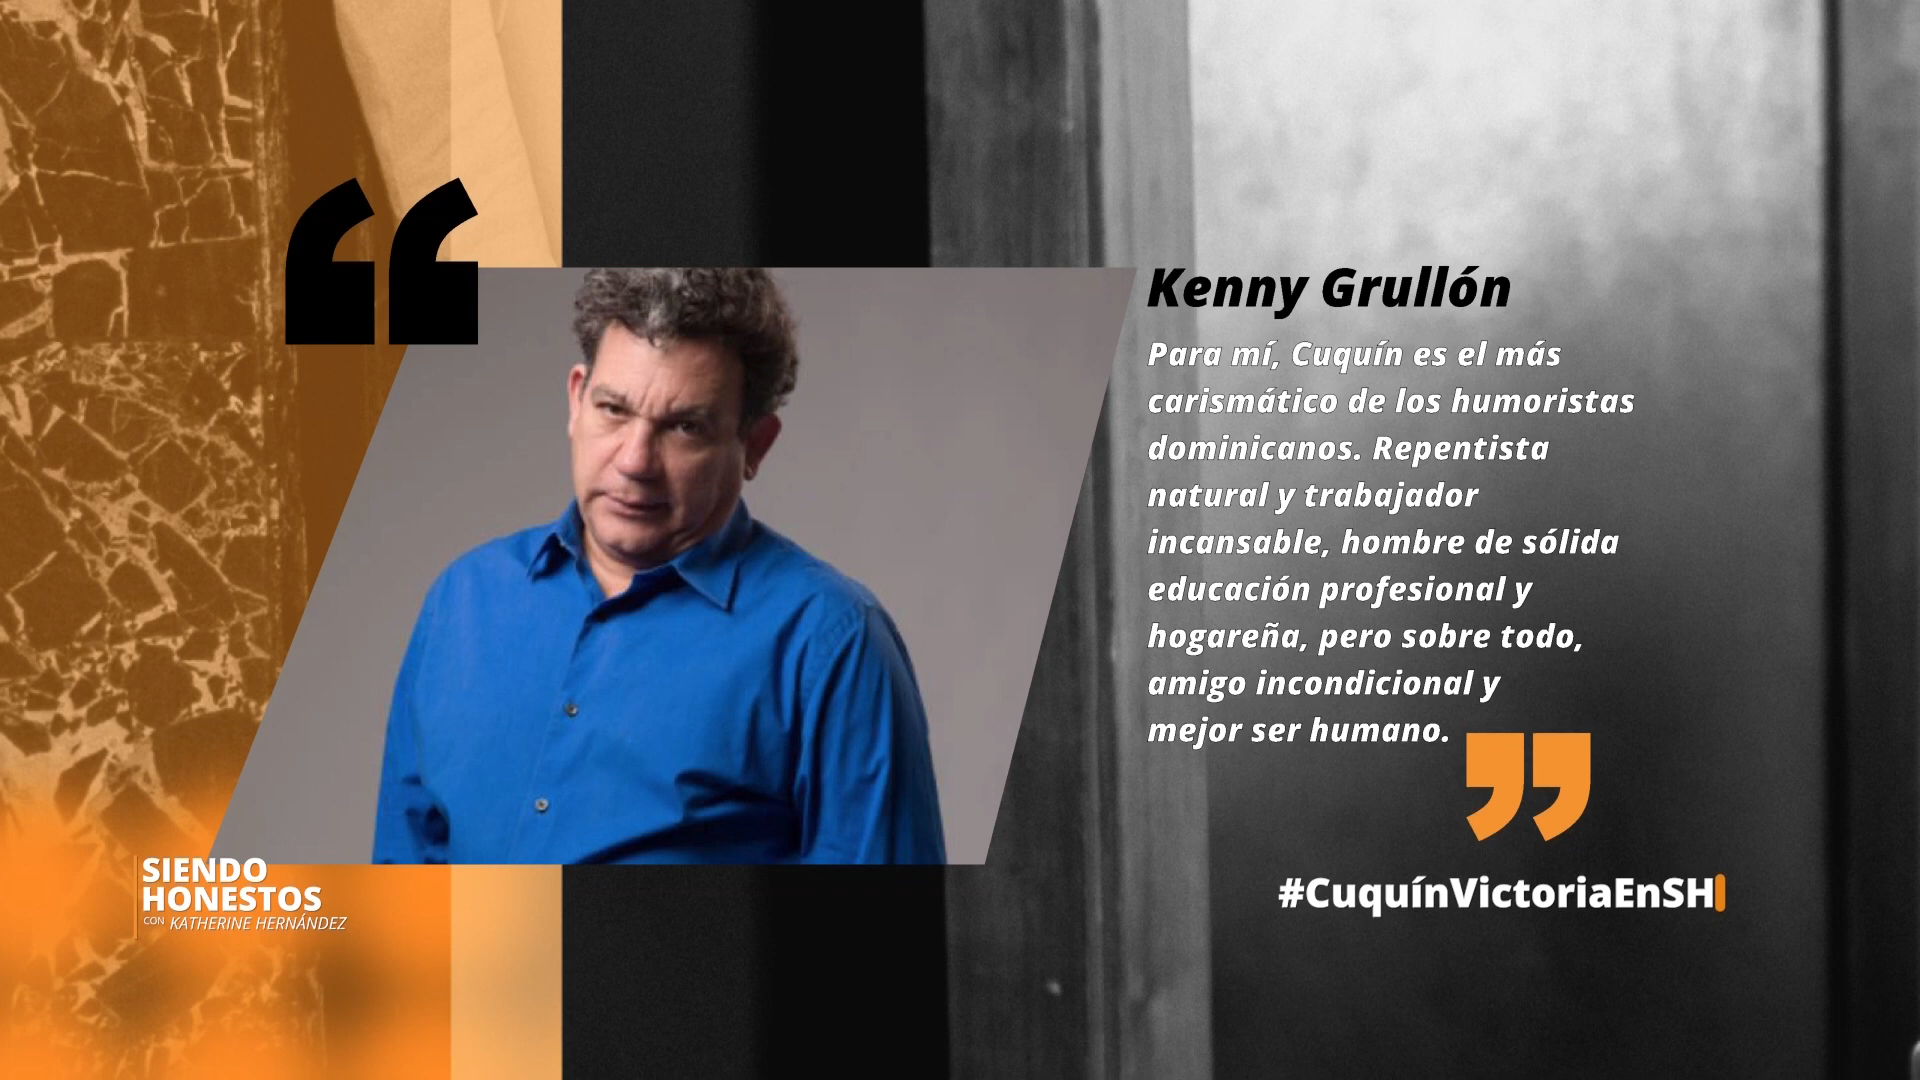 Kenny Grullón
Para mí, Cuquín es el más
carismático de los humoristas
dominicanos. Repentista
natural y trabajador
incansable, hombre de sólida
educación profesional y
hogareña, pero sobre todo,
amigo incondicional y
mejor ser humano.
#CuquínVictoriaEnSH
SIENDO
HONESTOS
CON KATHERINE HERNÁNDEZ